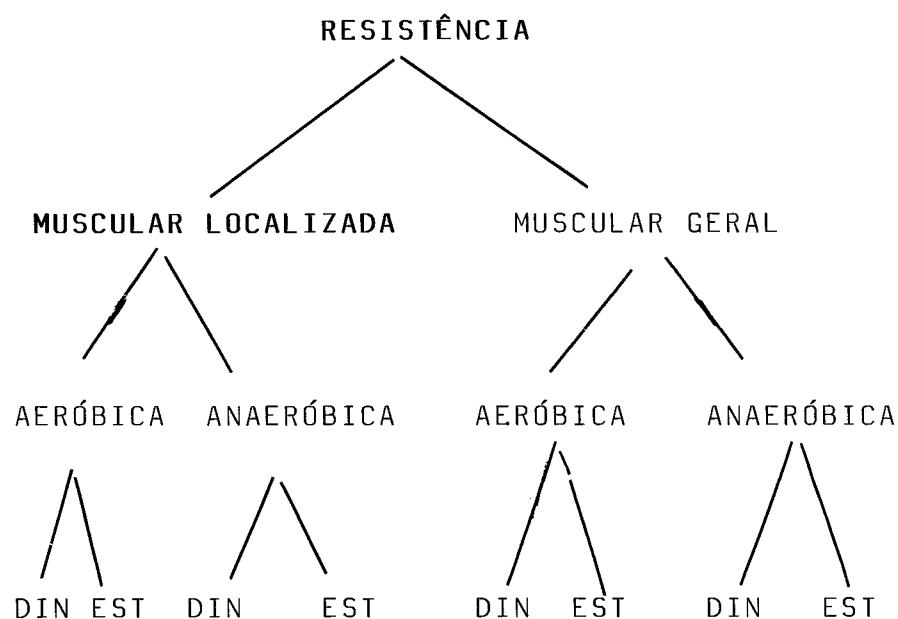 RESISTÊNCIA
MUSCULAR LOCALIZADA MUSCULAR GERAL
AERÓBICA ANAERÓBICA AERÓBICA ANAERÓBICA
DIN EST DIN EST DIN EST DIN EST